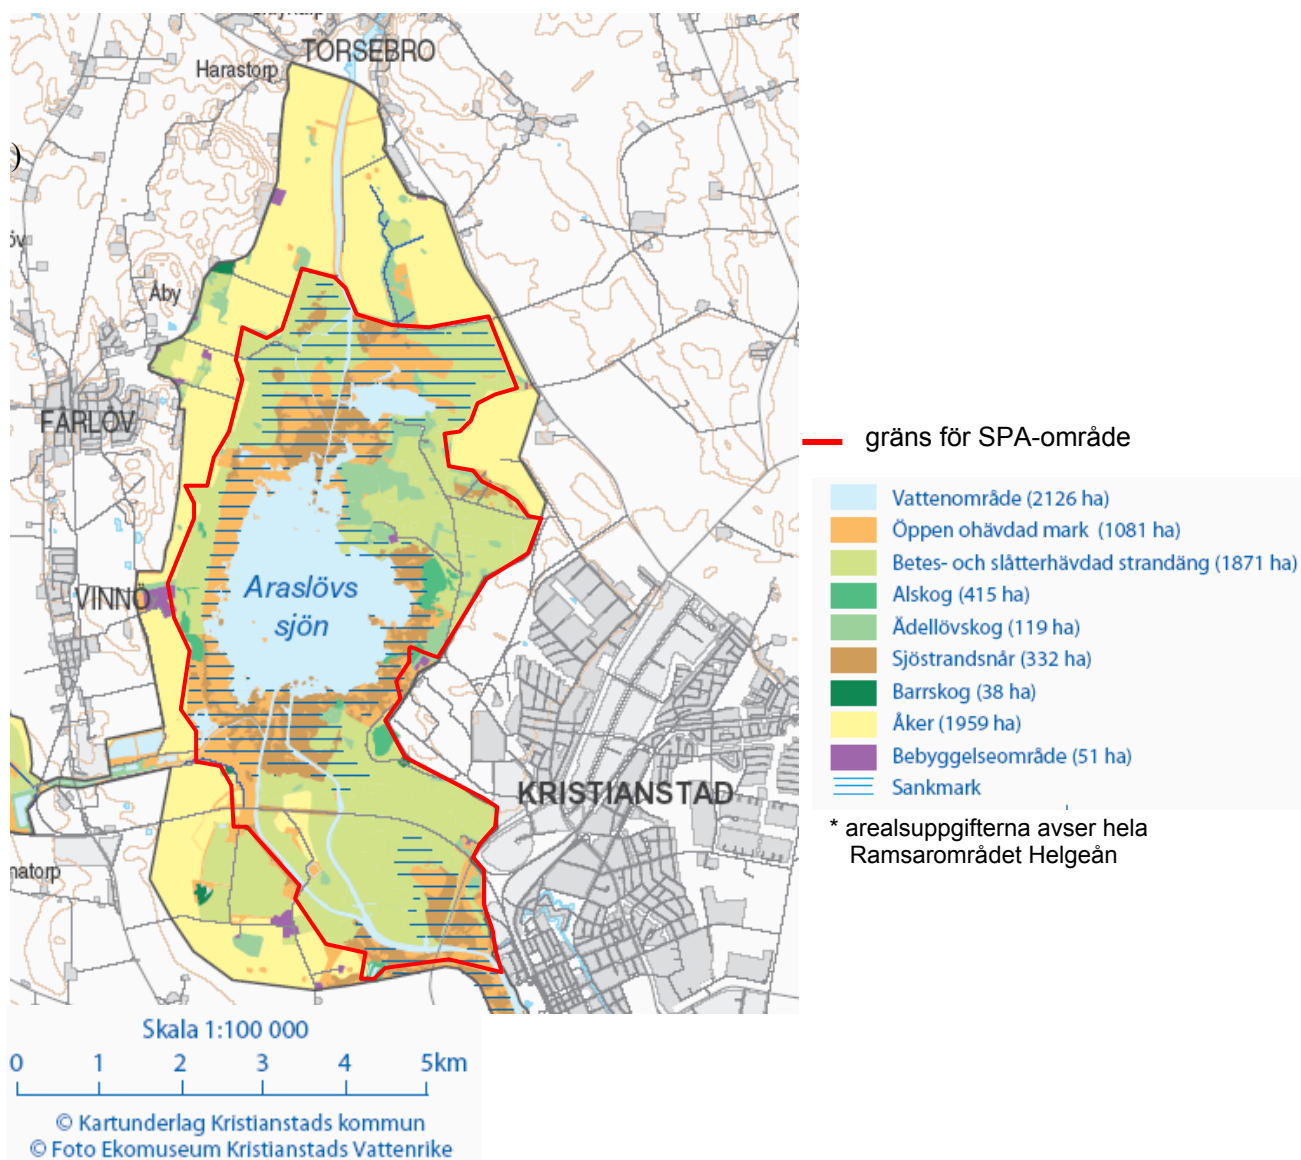 TORSEBRO
Harastorp
)
öv
Åby
FÄRLÖV
VINNÖ
Araslövs
sjön
KRISTIANSTAD
natorp
gräns för SPA-område
Vattenområde (2126 ha)
Öppen ohävdad mark (1081 ha)
Betes- och slåtterhävdad strandäng (1871 ha)
Alskog (415 ha)
Ädellövskog (119 ha)
Sjöstrandsnår (332 ha)
Barrskog (38 ha)
Åker (1959 ha)
Bebyggelseområde (51 ha)
Sankmark
* arealsuppgifterna avser hela
Ramsarområdet Helgeån
Skala 1:100 000
0 1 2 3 4 5km
© Kartunderlag Kristianstads kommun
© Foto Ekomuseum Kristianstads Vattenrike